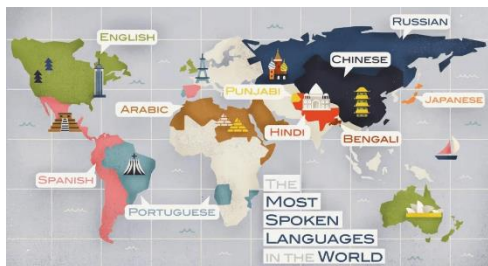 RUSSIAN
ENGLISH
CHINESE
PUNJABI
JAPANESE
ARABIC
HINDI
BENGALI
SPANISH
PORTUGUESE
THE
MOST
SPOKEN
LANGUAGES
IN THE WORLD